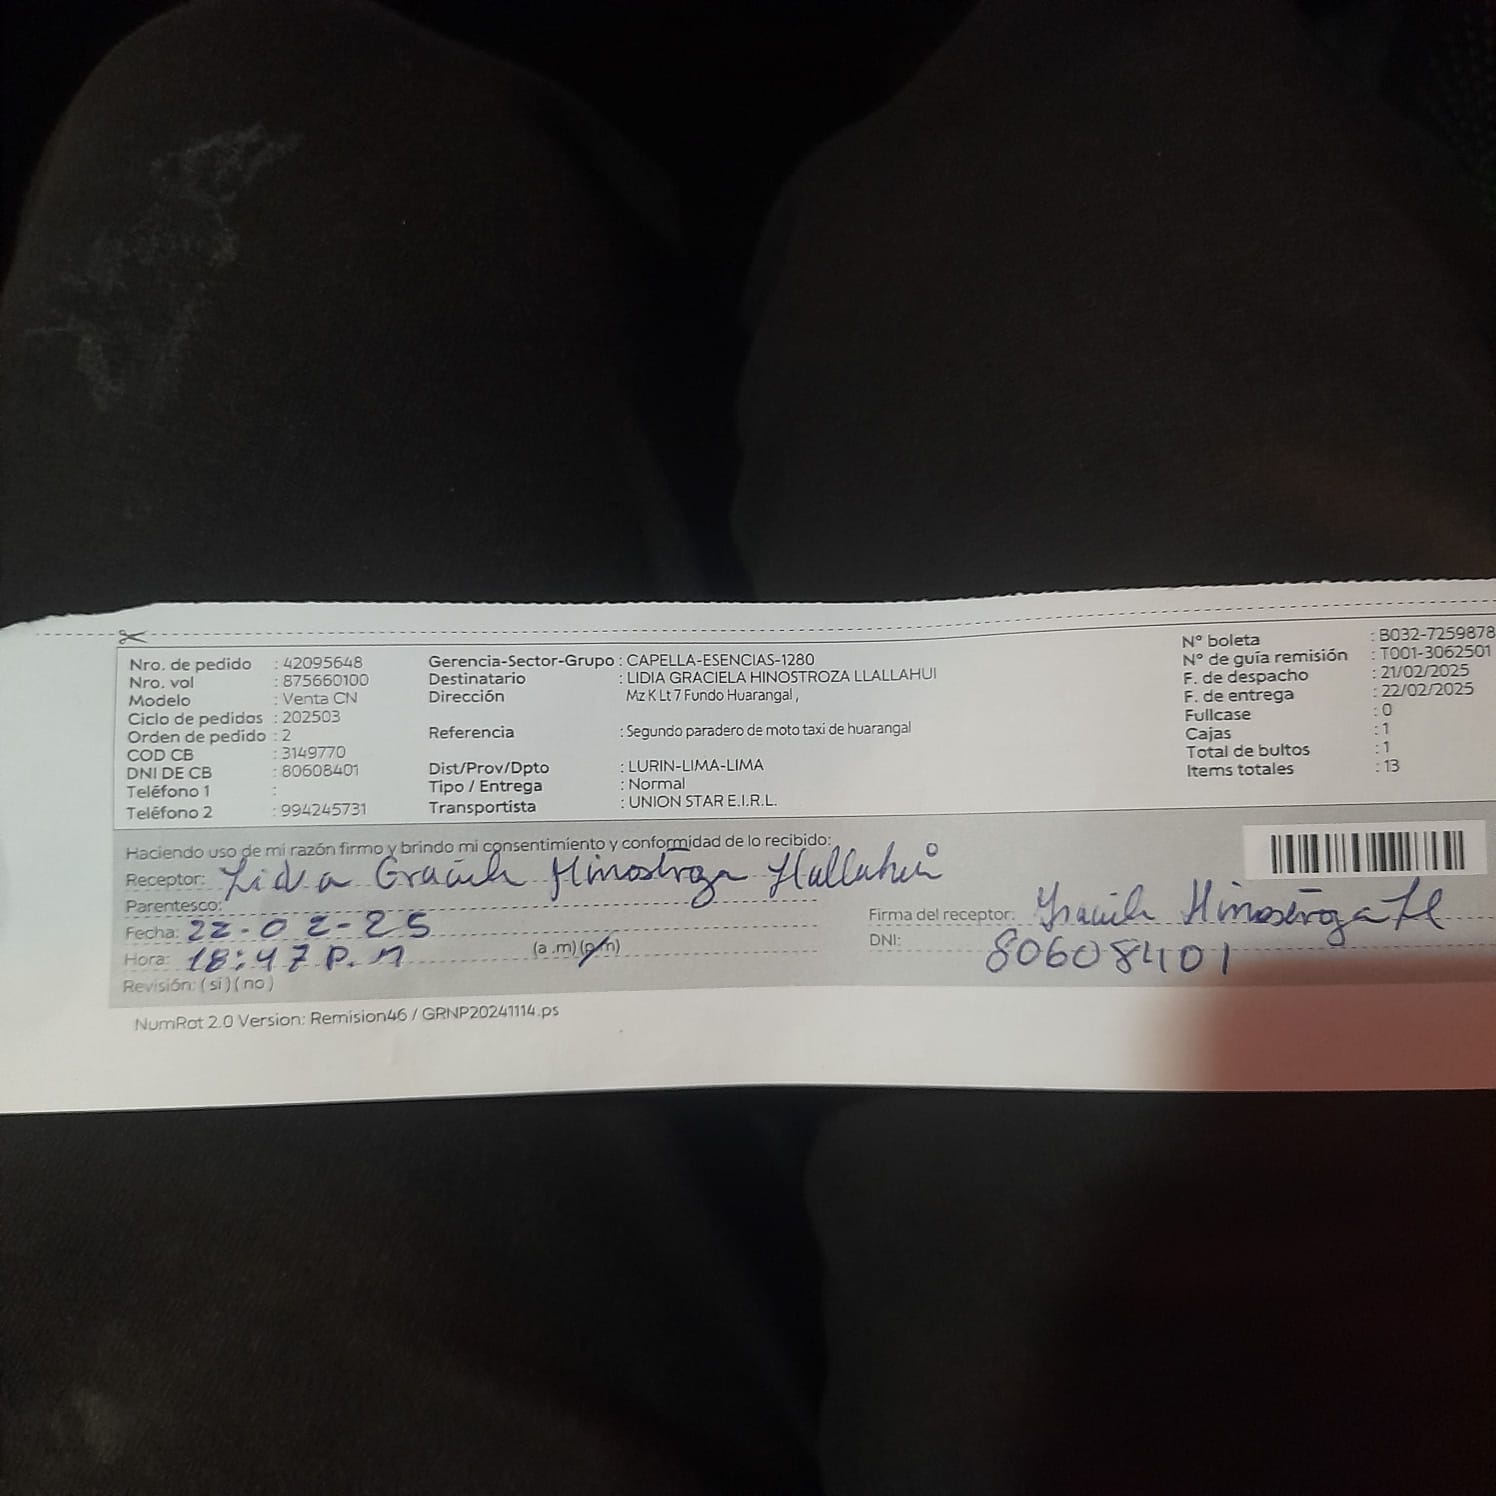 Nro. de pedido : 42095648
Nro. vol : 875660100
Modelo : Venta CN
Ciclo de pedidos : 202503
Orden de pedido : 2
COD CB : 3149770
DNI DE CB : 80608401
Teléfono 1 :
Teléfono 2 : 994245731
Gerencia-Sector-Grupo : CAPELLA-ESENCIAS-1280
Destinatario : LIDIA GRACIELA HINOSTROZA LLALLAHUI
Dirección Mz K Lt 7 Fundo Huarangal ,
Referencia : Segundo paradero de moto taxi de huarangal
Dist/Prov/Dpto : LURIN-LIMA-LIMA
Tipo / Entrega : Normal
Transportista : UNION STAR E.I.R.L.
N° boleta : B032-7259878
N° de guía remisión : T001-3062501
F. de despacho : 21/02/2025
F. de entrega : 22/02/2025
Fullcase : 0
Cajas : 1
Total de bultos : 1
Items totales : 13
Haciendo uso de mi razón firmo y brindo mi consentimiento y conformidad de lo recibido:
Receptor: Lidia Graciela Hinostroza Llallahui
Parentesco:
Fecha: 22-02-25
Hora: 18:47 P.M (a .m) (p/m)
Revisión: ( si ) ( no )
Firma del receptor: Graciela Hinostroza Ll
DNI: 80608401
NumRot 2.0 Version: Remision46 / GRNP20241114.ps